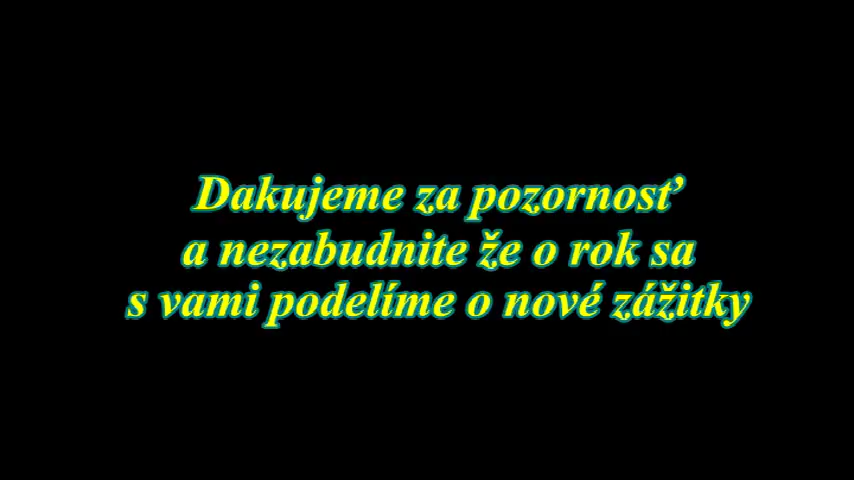 Dakujeme za pozornosť
a nezabudnite že o rok sa
s vami podelíme o nové zážitky